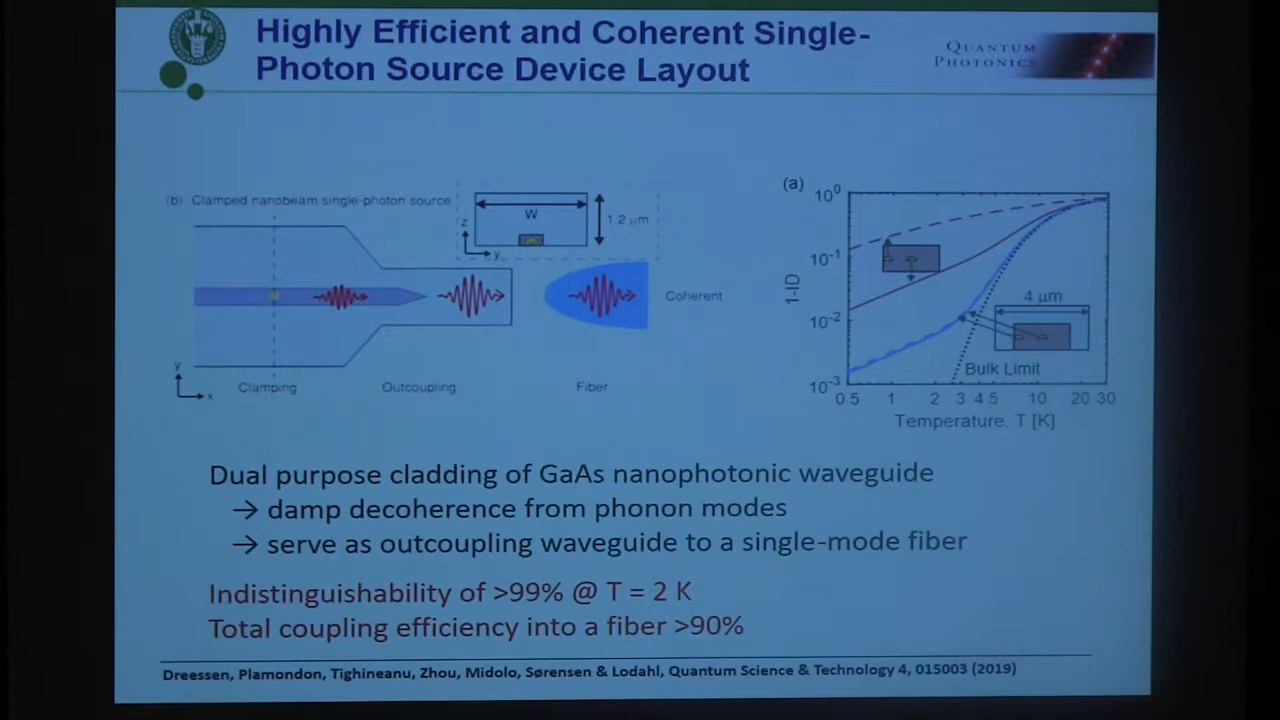 Highly Efficient and Coherent Single-
Photon Source Device Layout
QUANTUM
PHOTONICS
(b) Clamped nanobeam single-photon source
W
1.2 μm
z
y
Coherent
y
x
Clamping
Outcoupling
Fiber
(a)
10⁰
10⁻¹
10⁻²
10⁻³
1-ID
4 μm
Bulk Limit
0.5 1 2 3 4 5 10 20 30
Temperature, T [K]
Dual purpose cladding of GaAs nanophotonic waveguide
→ damp decoherence from phonon modes
→ serve as outcoupling waveguide to a single-mode fiber
Indistinguishability of >99% @ T = 2 K
Total coupling efficiency into a fiber >90%
Dreessen, Plamondon, Tighineanu, Zhou, Midolo, Sørensen & Lodahl, Quantum Science & Technology 4, 015003 (2019)